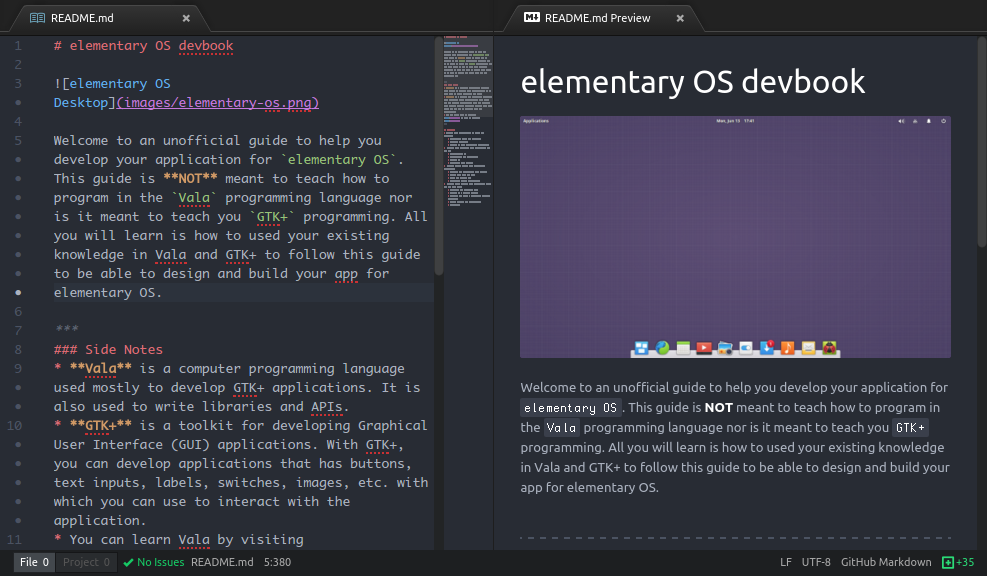 README.md
README.md Preview
1 # elementary OS devbook
2
3 ![elementary OS
Desktop](images/elementary-os.png)
4
5 Welcome to an unofficial guide to help you
develop your application for `elementary OS`.
This guide is **NOT** meant to teach how to
program in the `Vala` programming language nor
is it meant to teach you `GTK+` programming. All
you will learn is how to used your existing
knowledge in Vala and GTK+ to follow this guide
to be able to design and build your app for
elementary OS.
6
7 ***
8 ### Side Notes
9 * **Vala** is a computer programming language
used mostly to develop GTK+ applications. It is
also used to write libraries and APIs.
10 * **GTK+** is a toolkit for developing Graphical
User Interface (GUI) applications. With GTK+,
you can develop applications that has buttons,
text inputs, labels, switches, images, etc. with
which you can use to interact with the
application.
11 * You can learn Vala by visiting
elementary OS devbook
Applications
Welcome to an unofficial guide to help you develop your application for
elementary OS. This guide is NOT meant to teach how to program in
the Vala programming language nor is it meant to teach you GTK+
programming. All you will learn is how to used your existing knowledge
in Vala and GTK+ to follow this guide to be able to design and build your
app for elementary OS.
File 0 Project 0 No Issues README.md 5:380
LF UTF-8 GitHub Markdown +35